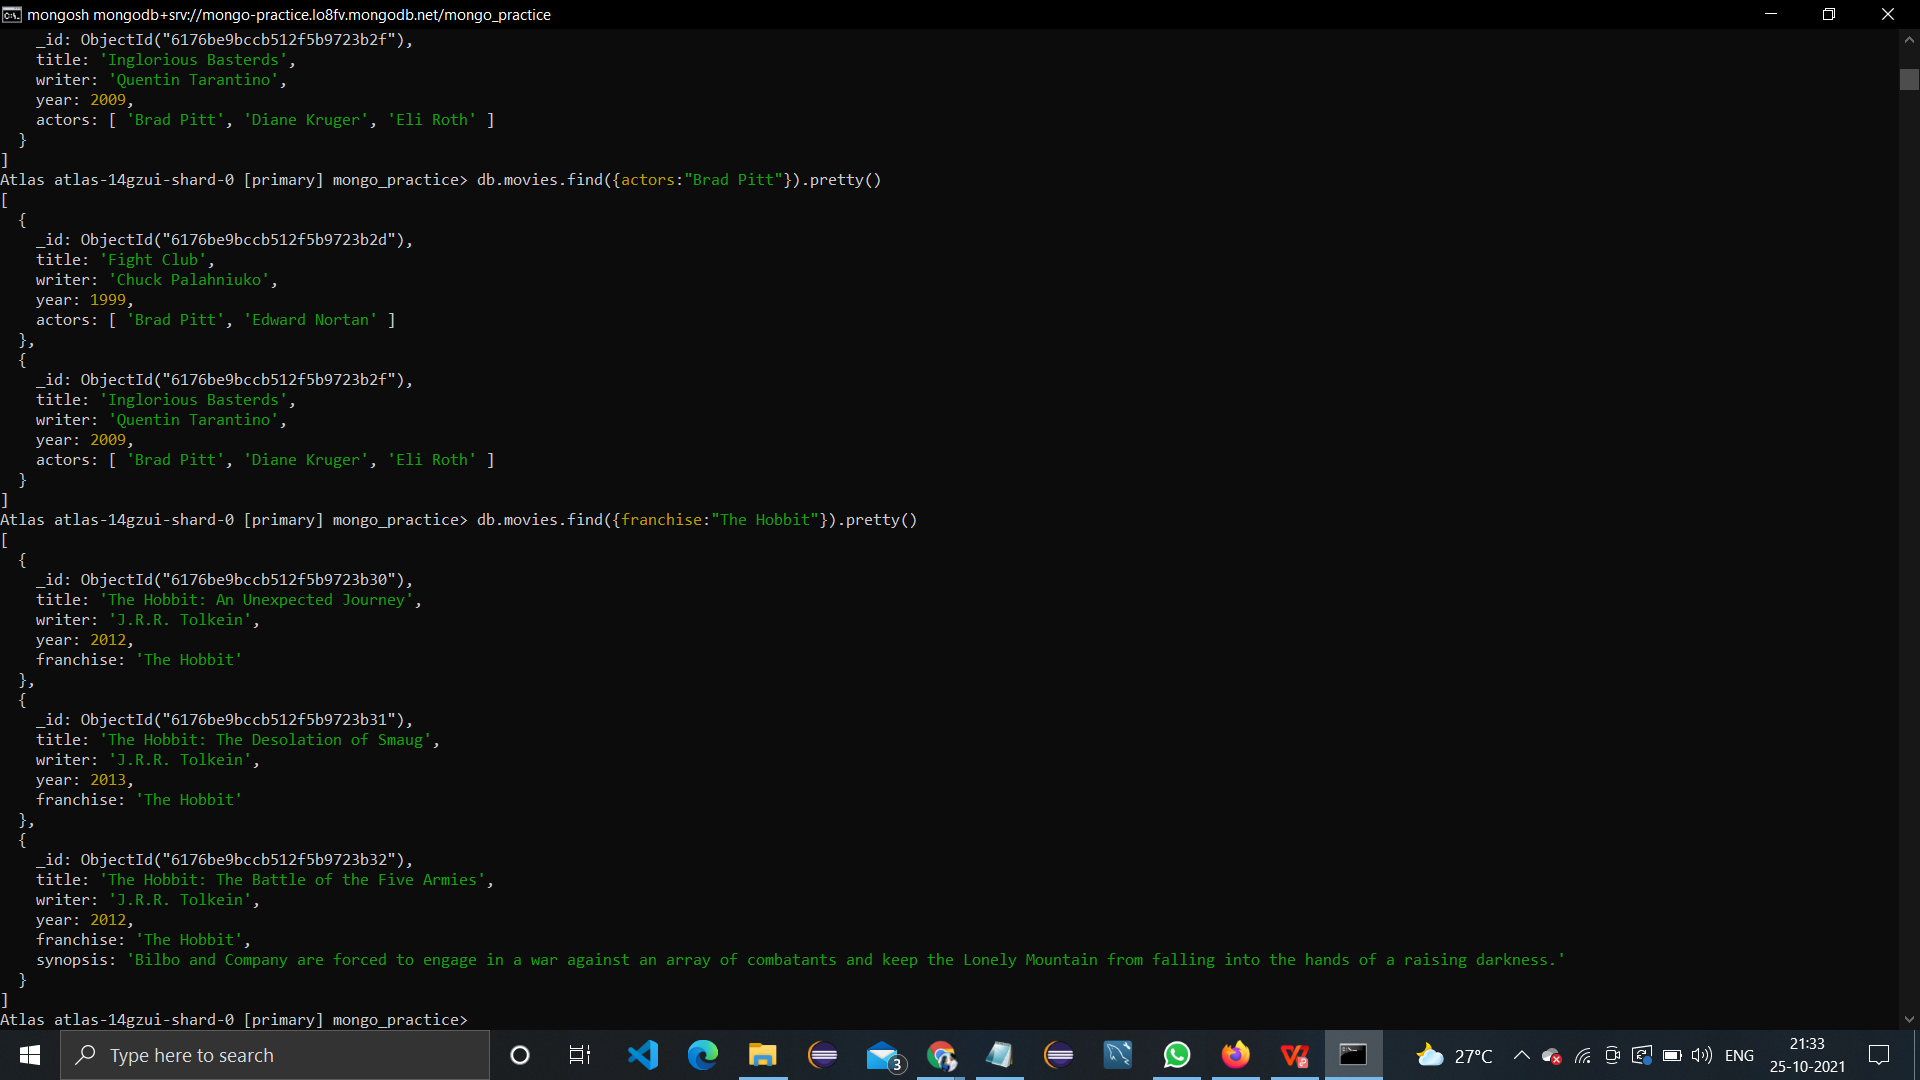 mongosh mongodb+srv://mongo-practice.lo8fv.mongodb.net/mongo_practice
_id: ObjectId("6176be9bccb512f5b9723b2f"),
title: 'Inglorious Basterds',
writer: 'Quentin Tarantino',
year: 2009,
actors: [ 'Brad Pitt', 'Diane Kruger', 'Eli Roth' ]
}
]
Atlas atlas-14gzui-shard-0 [primary] mongo_practice> db.movies.find({actors:"Brad Pitt"}).pretty()
[
{
_id: ObjectId("6176be9bccb512f5b9723b2d"),
title: 'Fight Club',
writer: 'Chuck Palahniuko',
year: 1999,
actors: [ 'Brad Pitt', 'Edward Nortan' ]
},
{
_id: ObjectId("6176be9bccb512f5b9723b2f"),
title: 'Inglorious Basterds',
writer: 'Quentin Tarantino',
year: 2009,
actors: [ 'Brad Pitt', 'Diane Kruger', 'Eli Roth' ]
}
]
Atlas atlas-14gzui-shard-0 [primary] mongo_practice> db.movies.find({franchise:"The Hobbit"}).pretty()
[
{
_id: ObjectId("6176be9bccb512f5b9723b30"),
title: 'The Hobbit: An Unexpected Journey',
writer: 'J.R.R. Tolkein',
year: 2012,
franchise: 'The Hobbit'
},
{
_id: ObjectId("6176be9bccb512f5b9723b31"),
title: 'The Hobbit: The Desolation of Smaug',
writer: 'J.R.R. Tolkein',
year: 2013,
franchise: 'The Hobbit'
},
{
_id: ObjectId("6176be9bccb512f5b9723b32"),
title: 'The Hobbit: The Battle of the Five Armies',
writer: 'J.R.R. Tolkein',
year: 2012,
franchise: 'The Hobbit',
synopsis: 'Bilbo and Company are forced to engage in a war against an array of combatants and keep the Lonely Mountain from falling into the hands of a raising darkness.'
}
]
Atlas atlas-14gzui-shard-0 [primary] mongo_practice>
Type here to search
3
27°C
ENG
21:33
25-10-2021